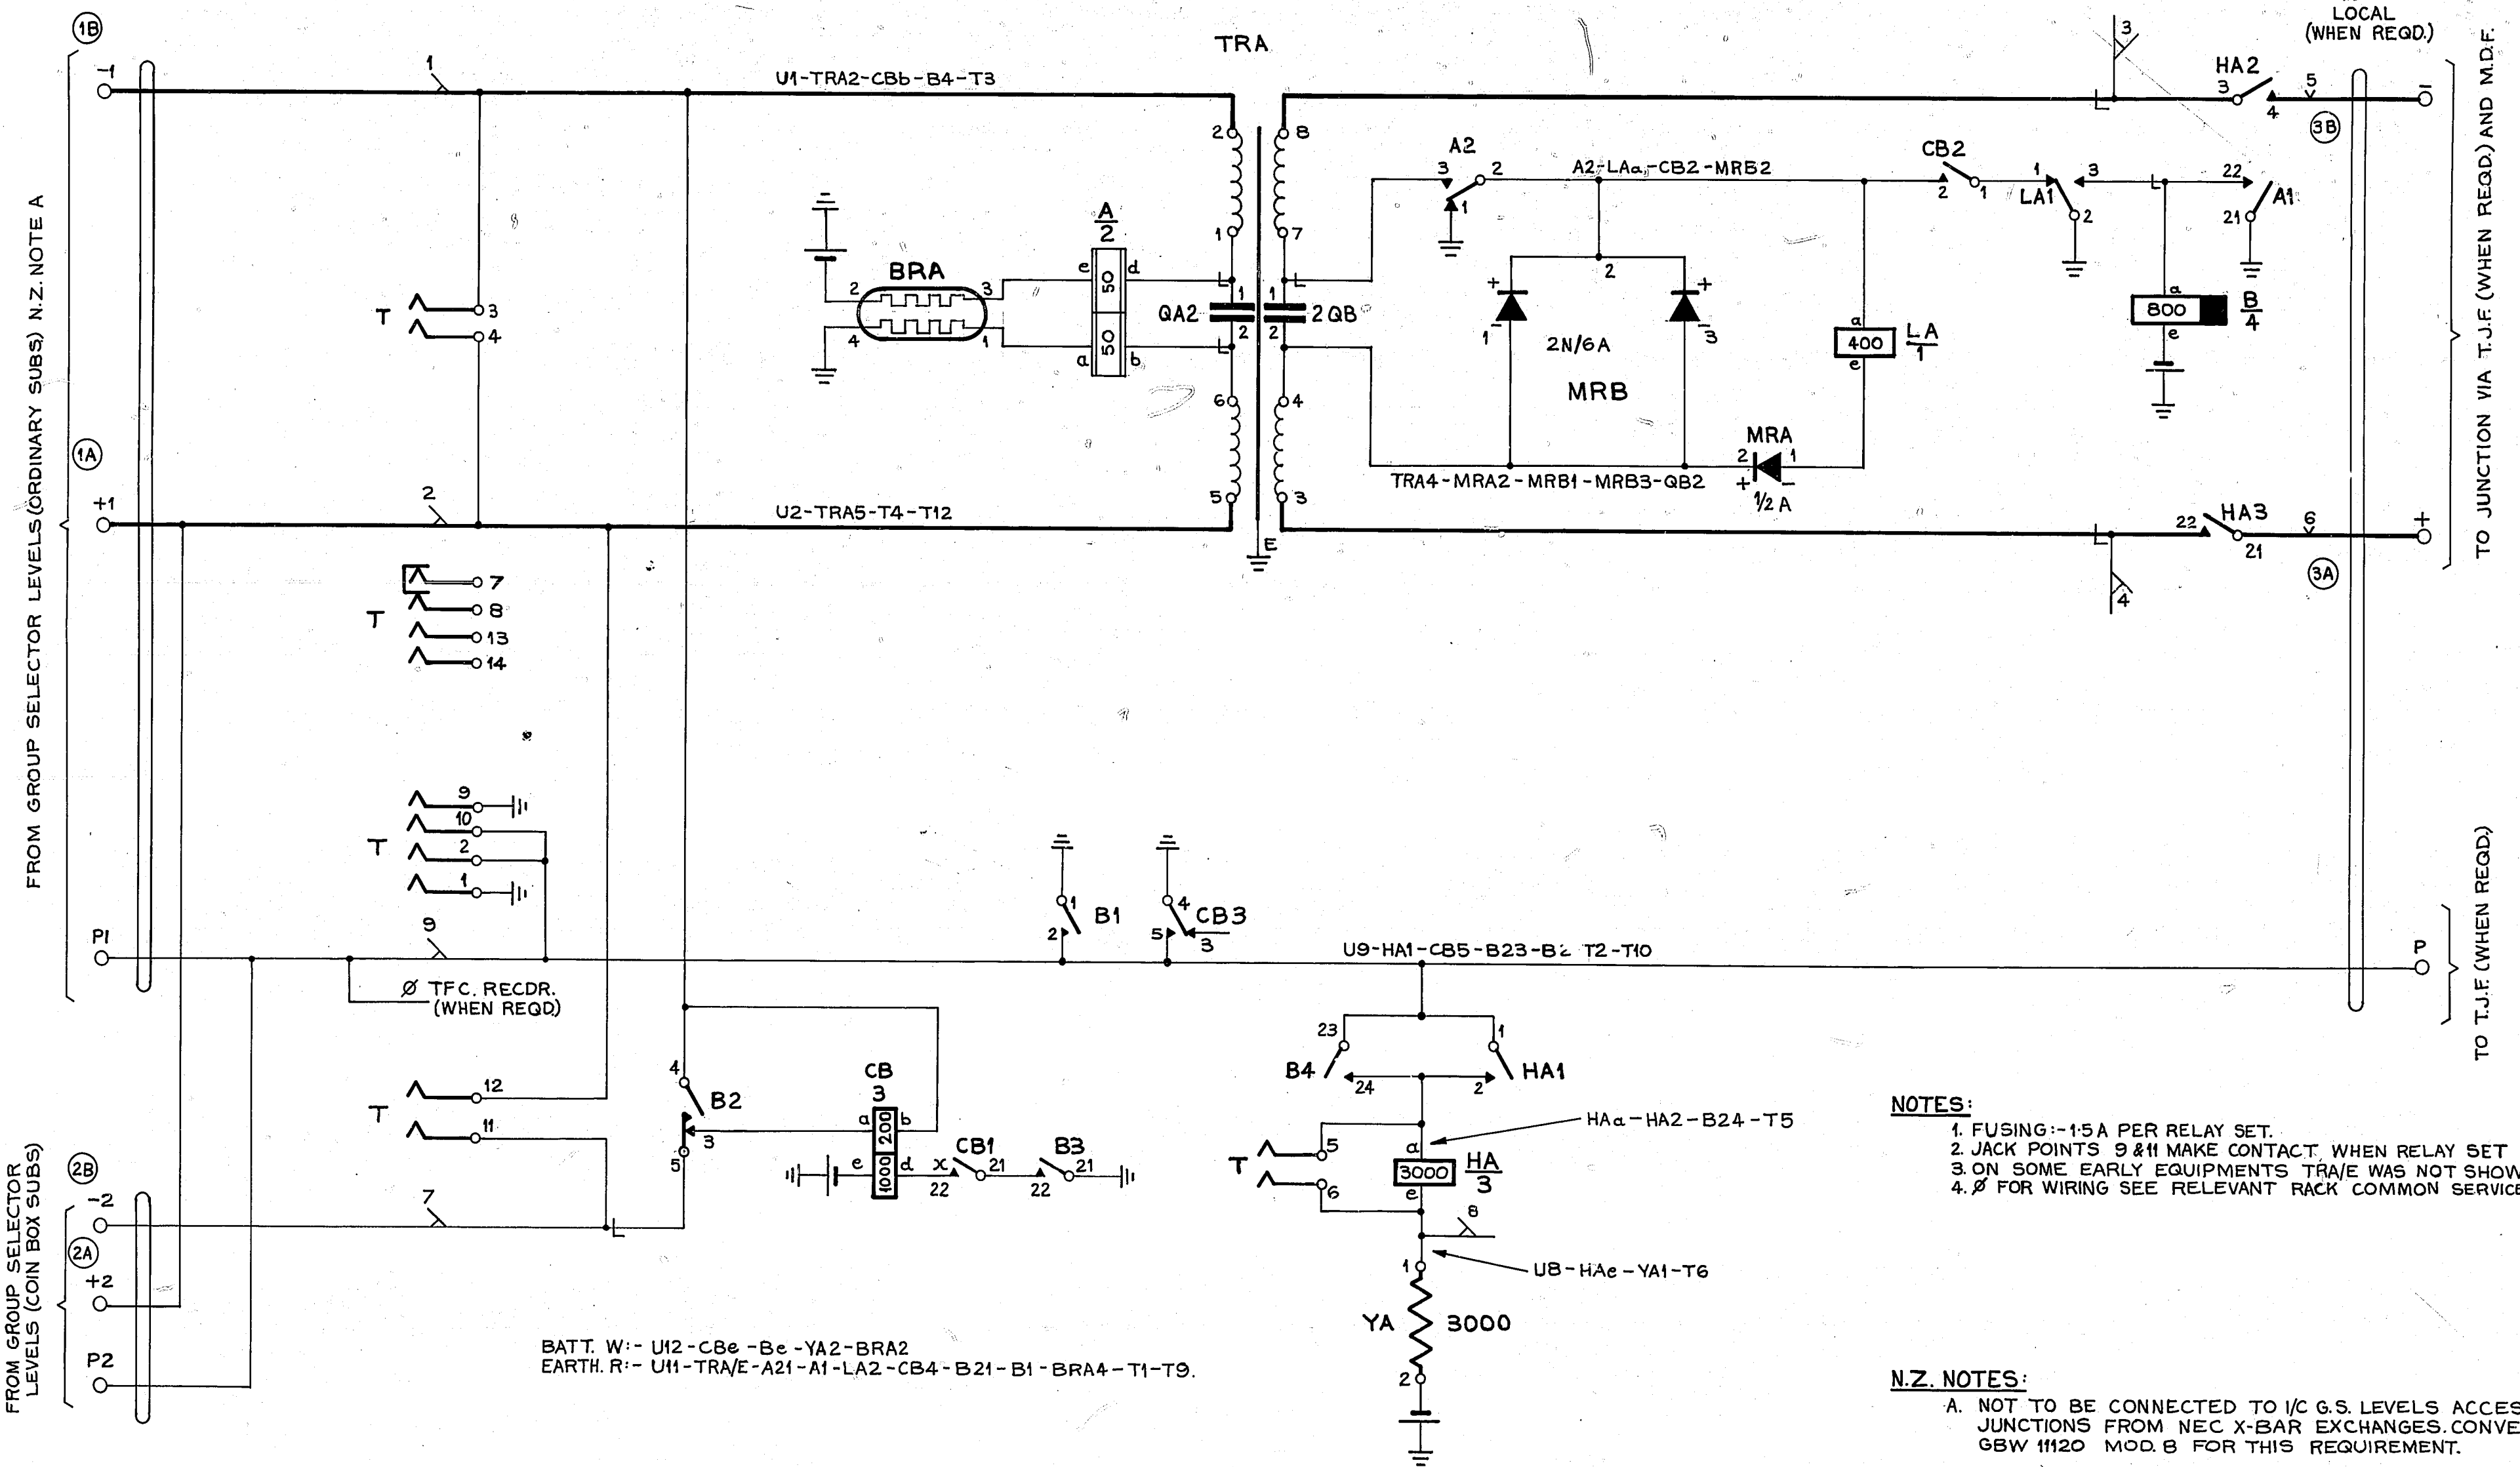 LOCAL
(WHEN REQD.)
1B
-1
1
U1-TRA2-CBb-B4-T3
TRA
3
HA2
3
4
5
3B
-
FROM GROUP SELECTOR LEVELS (ORDINARY SUBS) N.Z. NOTE A
TO JUNCTION VIA T.J.F. (WHEN REQD.) AND M.D.F.
2
8
1
7
A2
3
2
1
A2-LAa-CB2-MRB2
CB2
2
1
1
LA1
3
2
22
A1
21
BRA
2
3
4
1
A
2
e
50
d
a
50
b
QA2
1
2
1
2
2QB
+
2
+
1
-
-
3
2N/6A
MRB
a
400
e
LA
1
a
800
e
B
4
T
3
4
6
4
MRA
2
1
+
-
1/2 A
TRA4-MRA2-MRB1-MRB3-QB2
1A
+1
2
U2-TRA5-T4-T12
5
3
E
22
HA3
21
6
+
3A
4
T
7
8
13
14
T
9
10
2
1
1
2
B1
4
5
3
CB3
P1
9
Ø TFC. RECDR.
(WHEN REQD)
U9-HA1-CB5-B23-B2 T2-T10
P
TO T.J.F. (WHEN REQD.)
23
B4
24
1
HA1
2
T
12
11
4
B2
3
5
CB
3
a
200
b
e
1000
d
x
CB1
21
22
B3
21
22
T
5
6
a
3000
e
HA
3
HAa-HA2-B24-T5
8
U8-HAe-YA1-T6
1
YA
3000
2
FROM GROUP SELECTOR
LEVELS (COIN BOX SUBS)
2B
-2
7
2A
+2
P2
BATT. W:- U12-CBe-Be-YA2-BRA2
EARTH. R:- U11-TRA/E-A21-A1-LA2-CB4-B21-B1-BRA4-T1-T9.
NOTES:
1. FUSING:-1·5A PER RELAY SET.
2. JACK POINTS 9 & 11 MAKE CONTACT WHEN RELAY SET
3. ON SOME EARLY EQUIPMENTS TRA/E WAS NOT SHOW
4. Ø FOR WIRING SEE RELEVANT RACK COMMON SERVICE
N.Z. NOTES:
A. NOT TO BE CONNECTED TO I/C G.S. LEVELS ACCES
JUNCTIONS FROM NEC X-BAR EXCHANGES. CONVE
GBW 11120 MOD. B FOR THIS REQUIREMENT.